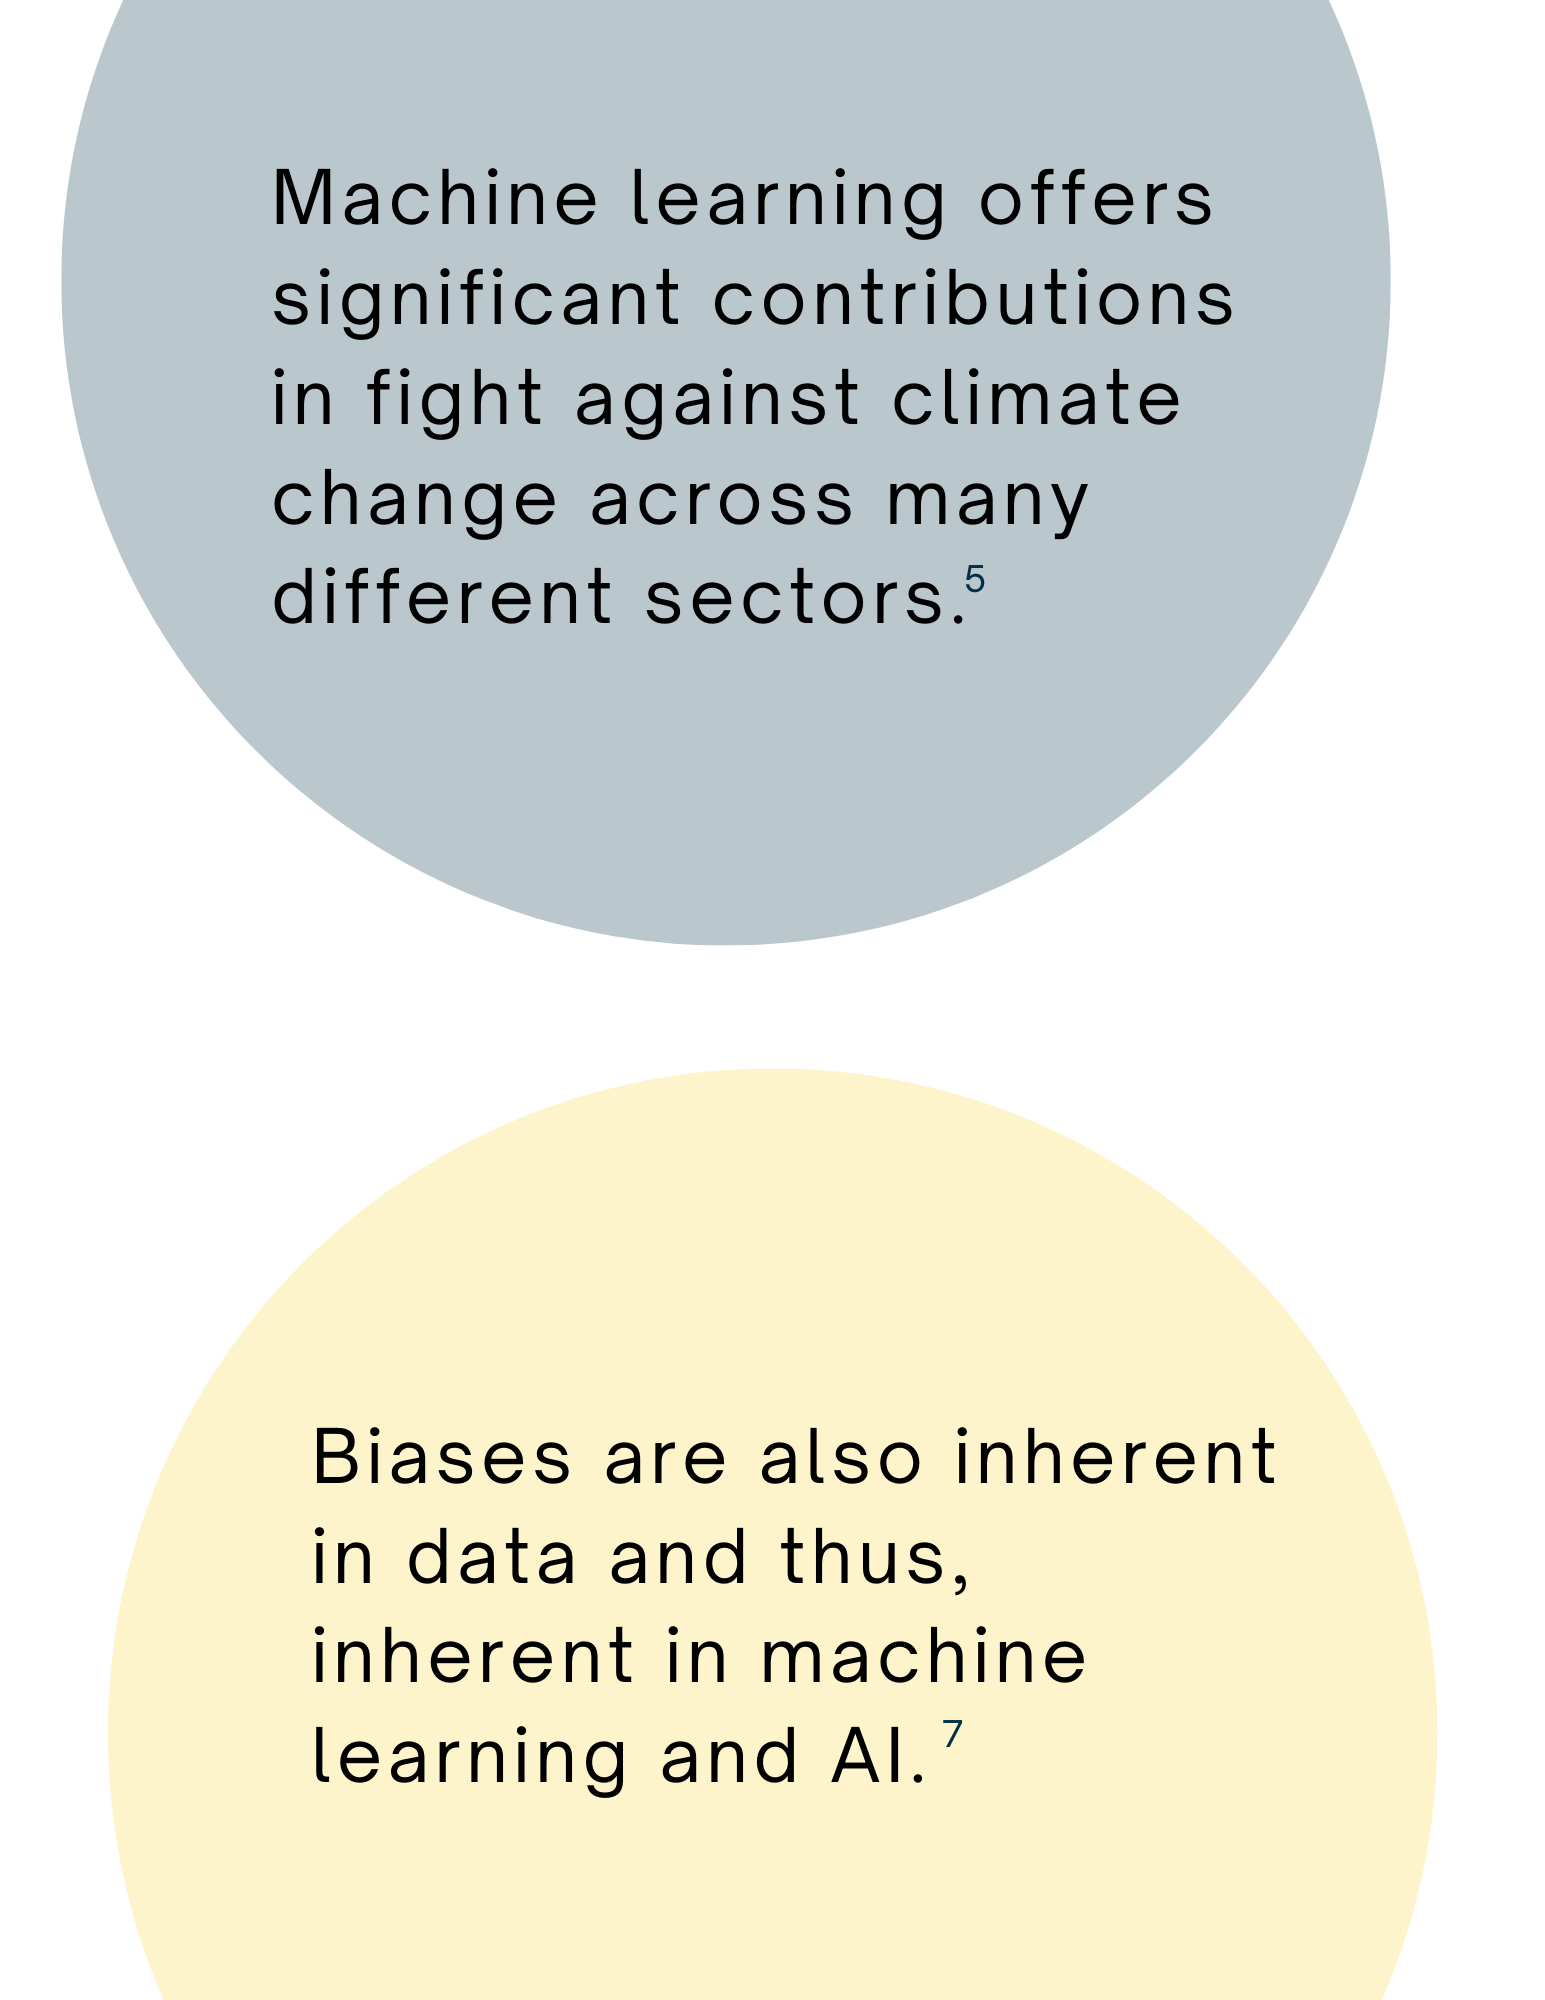 Machine learning offers
significant contributions
in fight against climate
change across many
different sectors.⁵
Biases are also inherent
in data and thus,
inherent in machine
learning and AI. ⁷